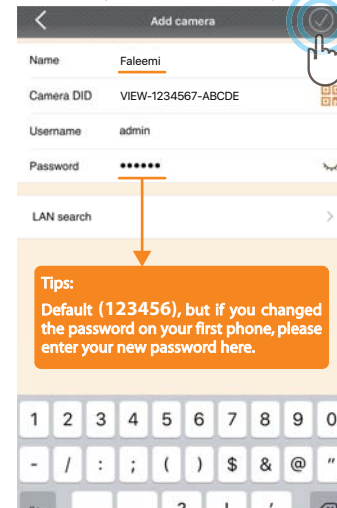 Add camera
Name Faleemi
Camera DID VIEW-1234567-ABCDE
Username admin
Password ••••••
LAN search
Tips:
Default (123456), but if you changed
the password on your first phone, please
enter your new password here.
1 2 3 4 5 6 7 8 9 0
- / : ; ( ) $ & @ "